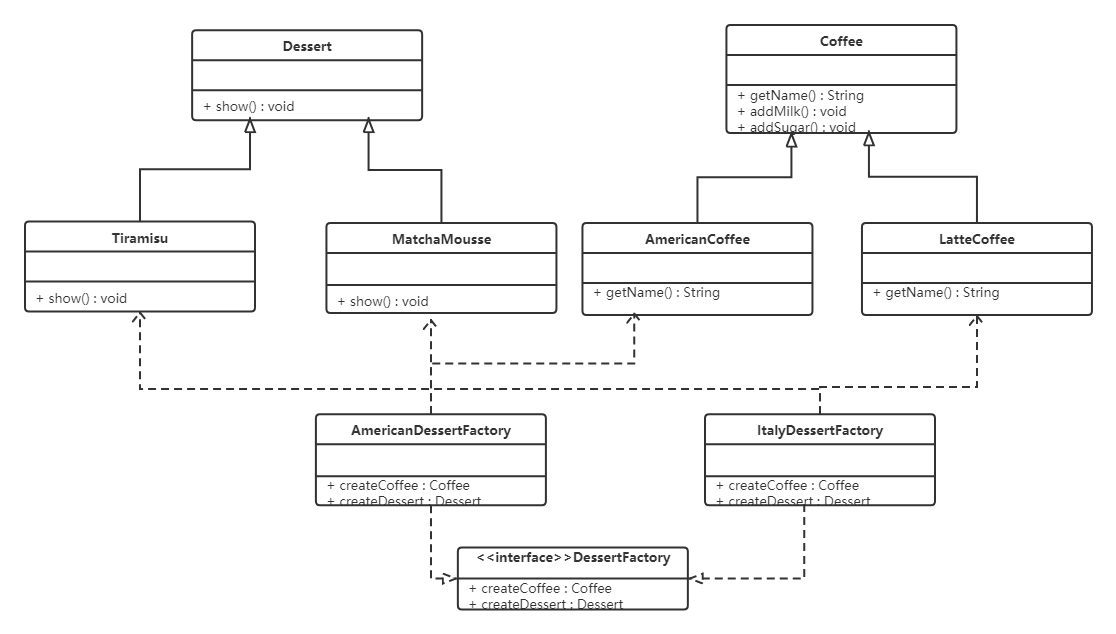 Dessert
+ show() : void
Coffee
+ getName() : String
+ addMilk() : void
+ addSugar() : void
Tiramisu
+ show() : void
MatchaMousse
+ show() : void
AmericanCoffee
+ getName() : String
LatteCoffee
+ getName() : String
AmericanDessertFactory
+ createCoffee : Coffee
+ createDessert : Dessert
ItalyDessertFactory
+ createCoffee : Coffee
+ createDessert : Dessert
<<interface>>DessertFactory
+ createCoffee : Coffee
+ createDessert : Dessert